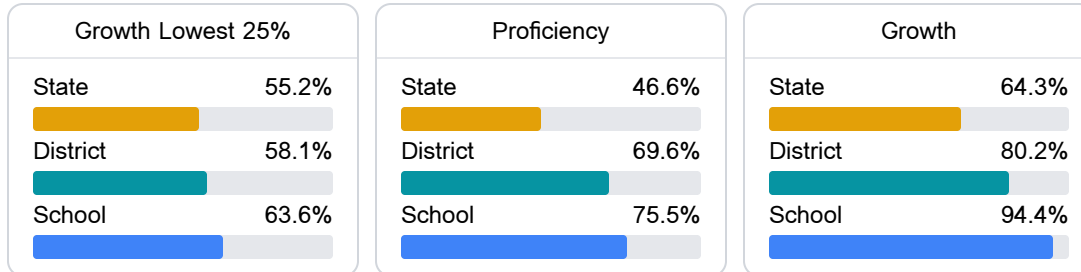 Growth Lowest 25%
State 55.2%
District 58.1%
School 63.6%
Proficiency
State 46.6%
District 69.6%
School 75.5%
Growth
State 64.3%
District 80.2%
School 94.4%